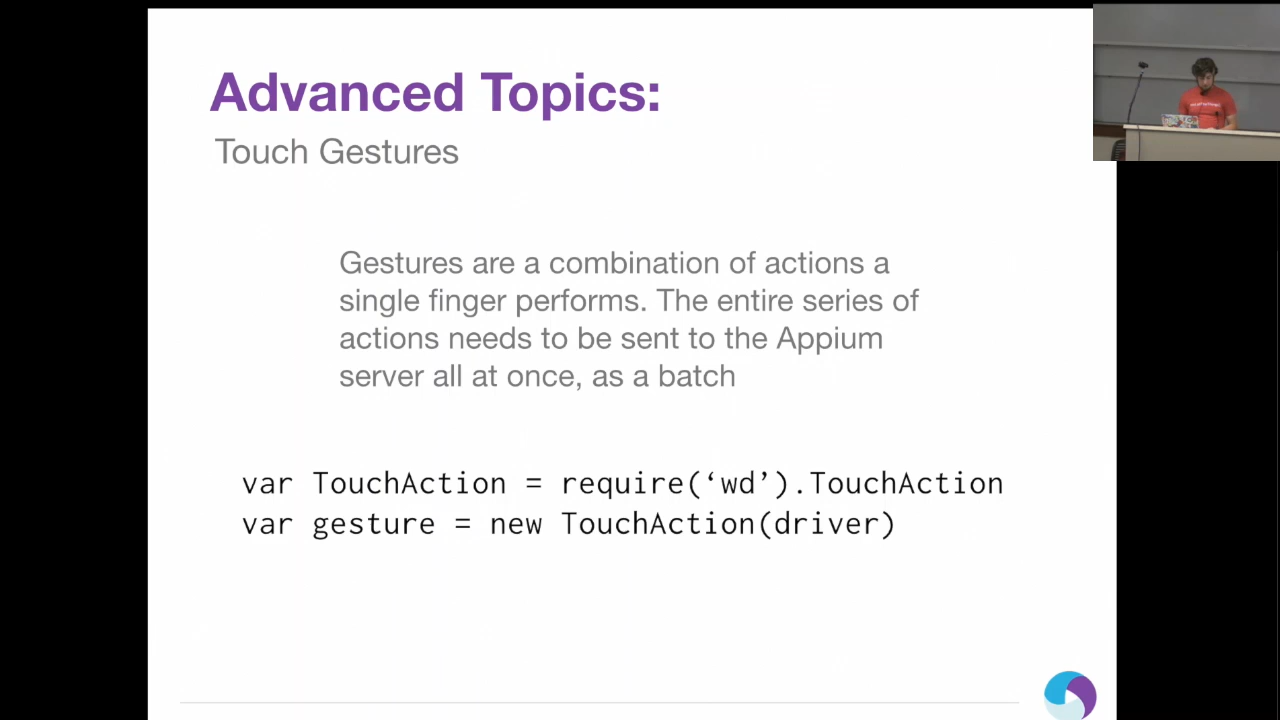 Advanced Topics:
Touch Gestures
Gestures are a combination of actions a
single finger performs. The entire series of
actions needs to be sent to the Appium
server all at once, as a batch
var TouchAction = require(‘wd’).TouchAction
var gesture = new TouchAction(driver)